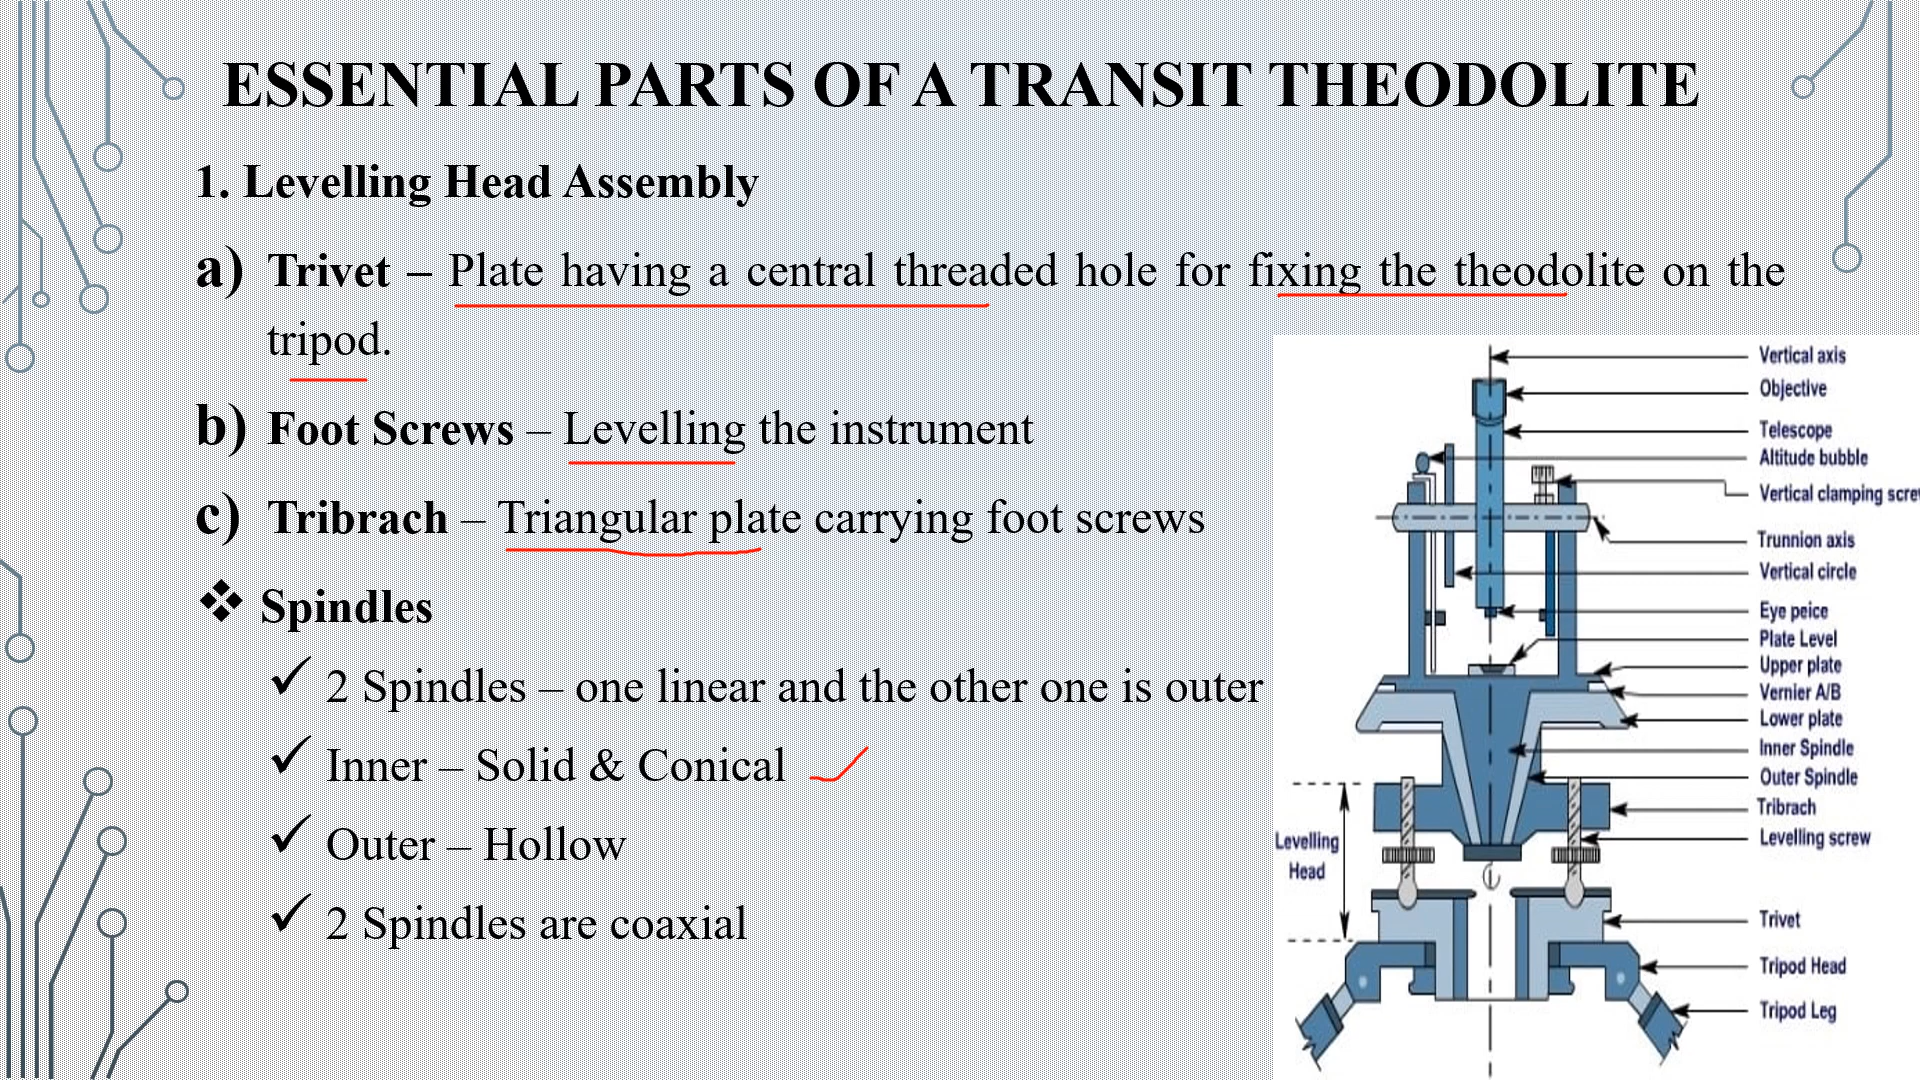 ESSENTIAL PARTS OF A TRANSIT THEODOLITE
1. Levelling Head Assembly
a) Trivet – Plate having a central threaded hole for fixing the theodolite on the
tripod.
b) Foot Screws – Levelling the instrument
c) Tribrach – Triangular plate carrying foot screws
❖ Spindles
✓ 2 Spindles – one linear and the other one is outer
✓ Inner – Solid & Conical
✓ Outer – Hollow
✓ 2 Spindles are coaxial
Vertical axis
Objective
Telescope
Altitude bubble
Vertical clamping screw
Trunnion axis
Vertical circle
Eye peice
Plate Level
Upper plate
Vernier A/B
Lower plate
Inner Spindle
Outer Spindle
Tribrach
Levelling screw
Levelling
Head
Trivet
Tripod Head
Tripod Leg